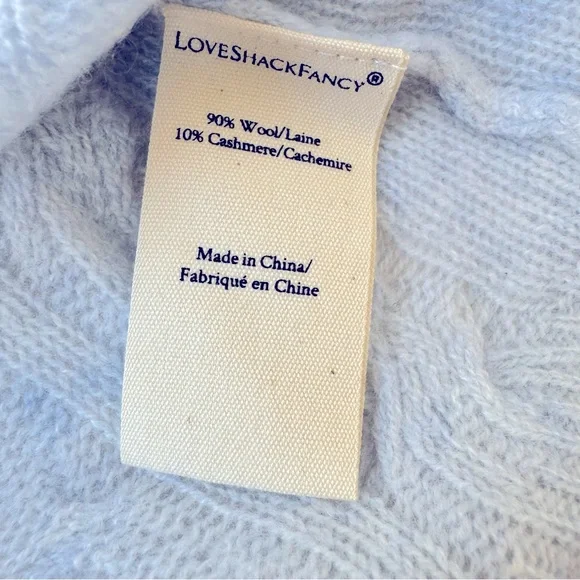 LOVESHACKFANCY®
90% Wool/Laine
10% Cashmere/Cachemire
Made in China/
Fabriqué en Chine